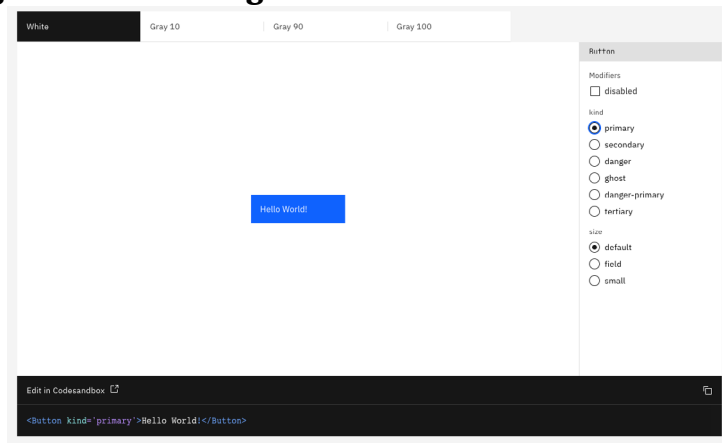 White
Gray 10
Gray 90
Gray 100
Button
Modifiers
disabled
kind
primary
secondary
danger
ghost
danger-primary
tertiary
size
default
field
small
Hello World!
Edit in Codesandbox
<Button kind='primary'>Hello World!</Button>